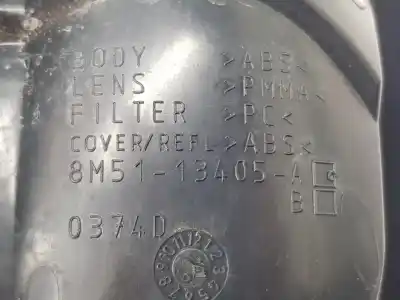 BODY >ABS<
LENS >PMMA<
FILTER >PC<
COVER/REFL >ABS<
8M51-13405-A
B
0374D